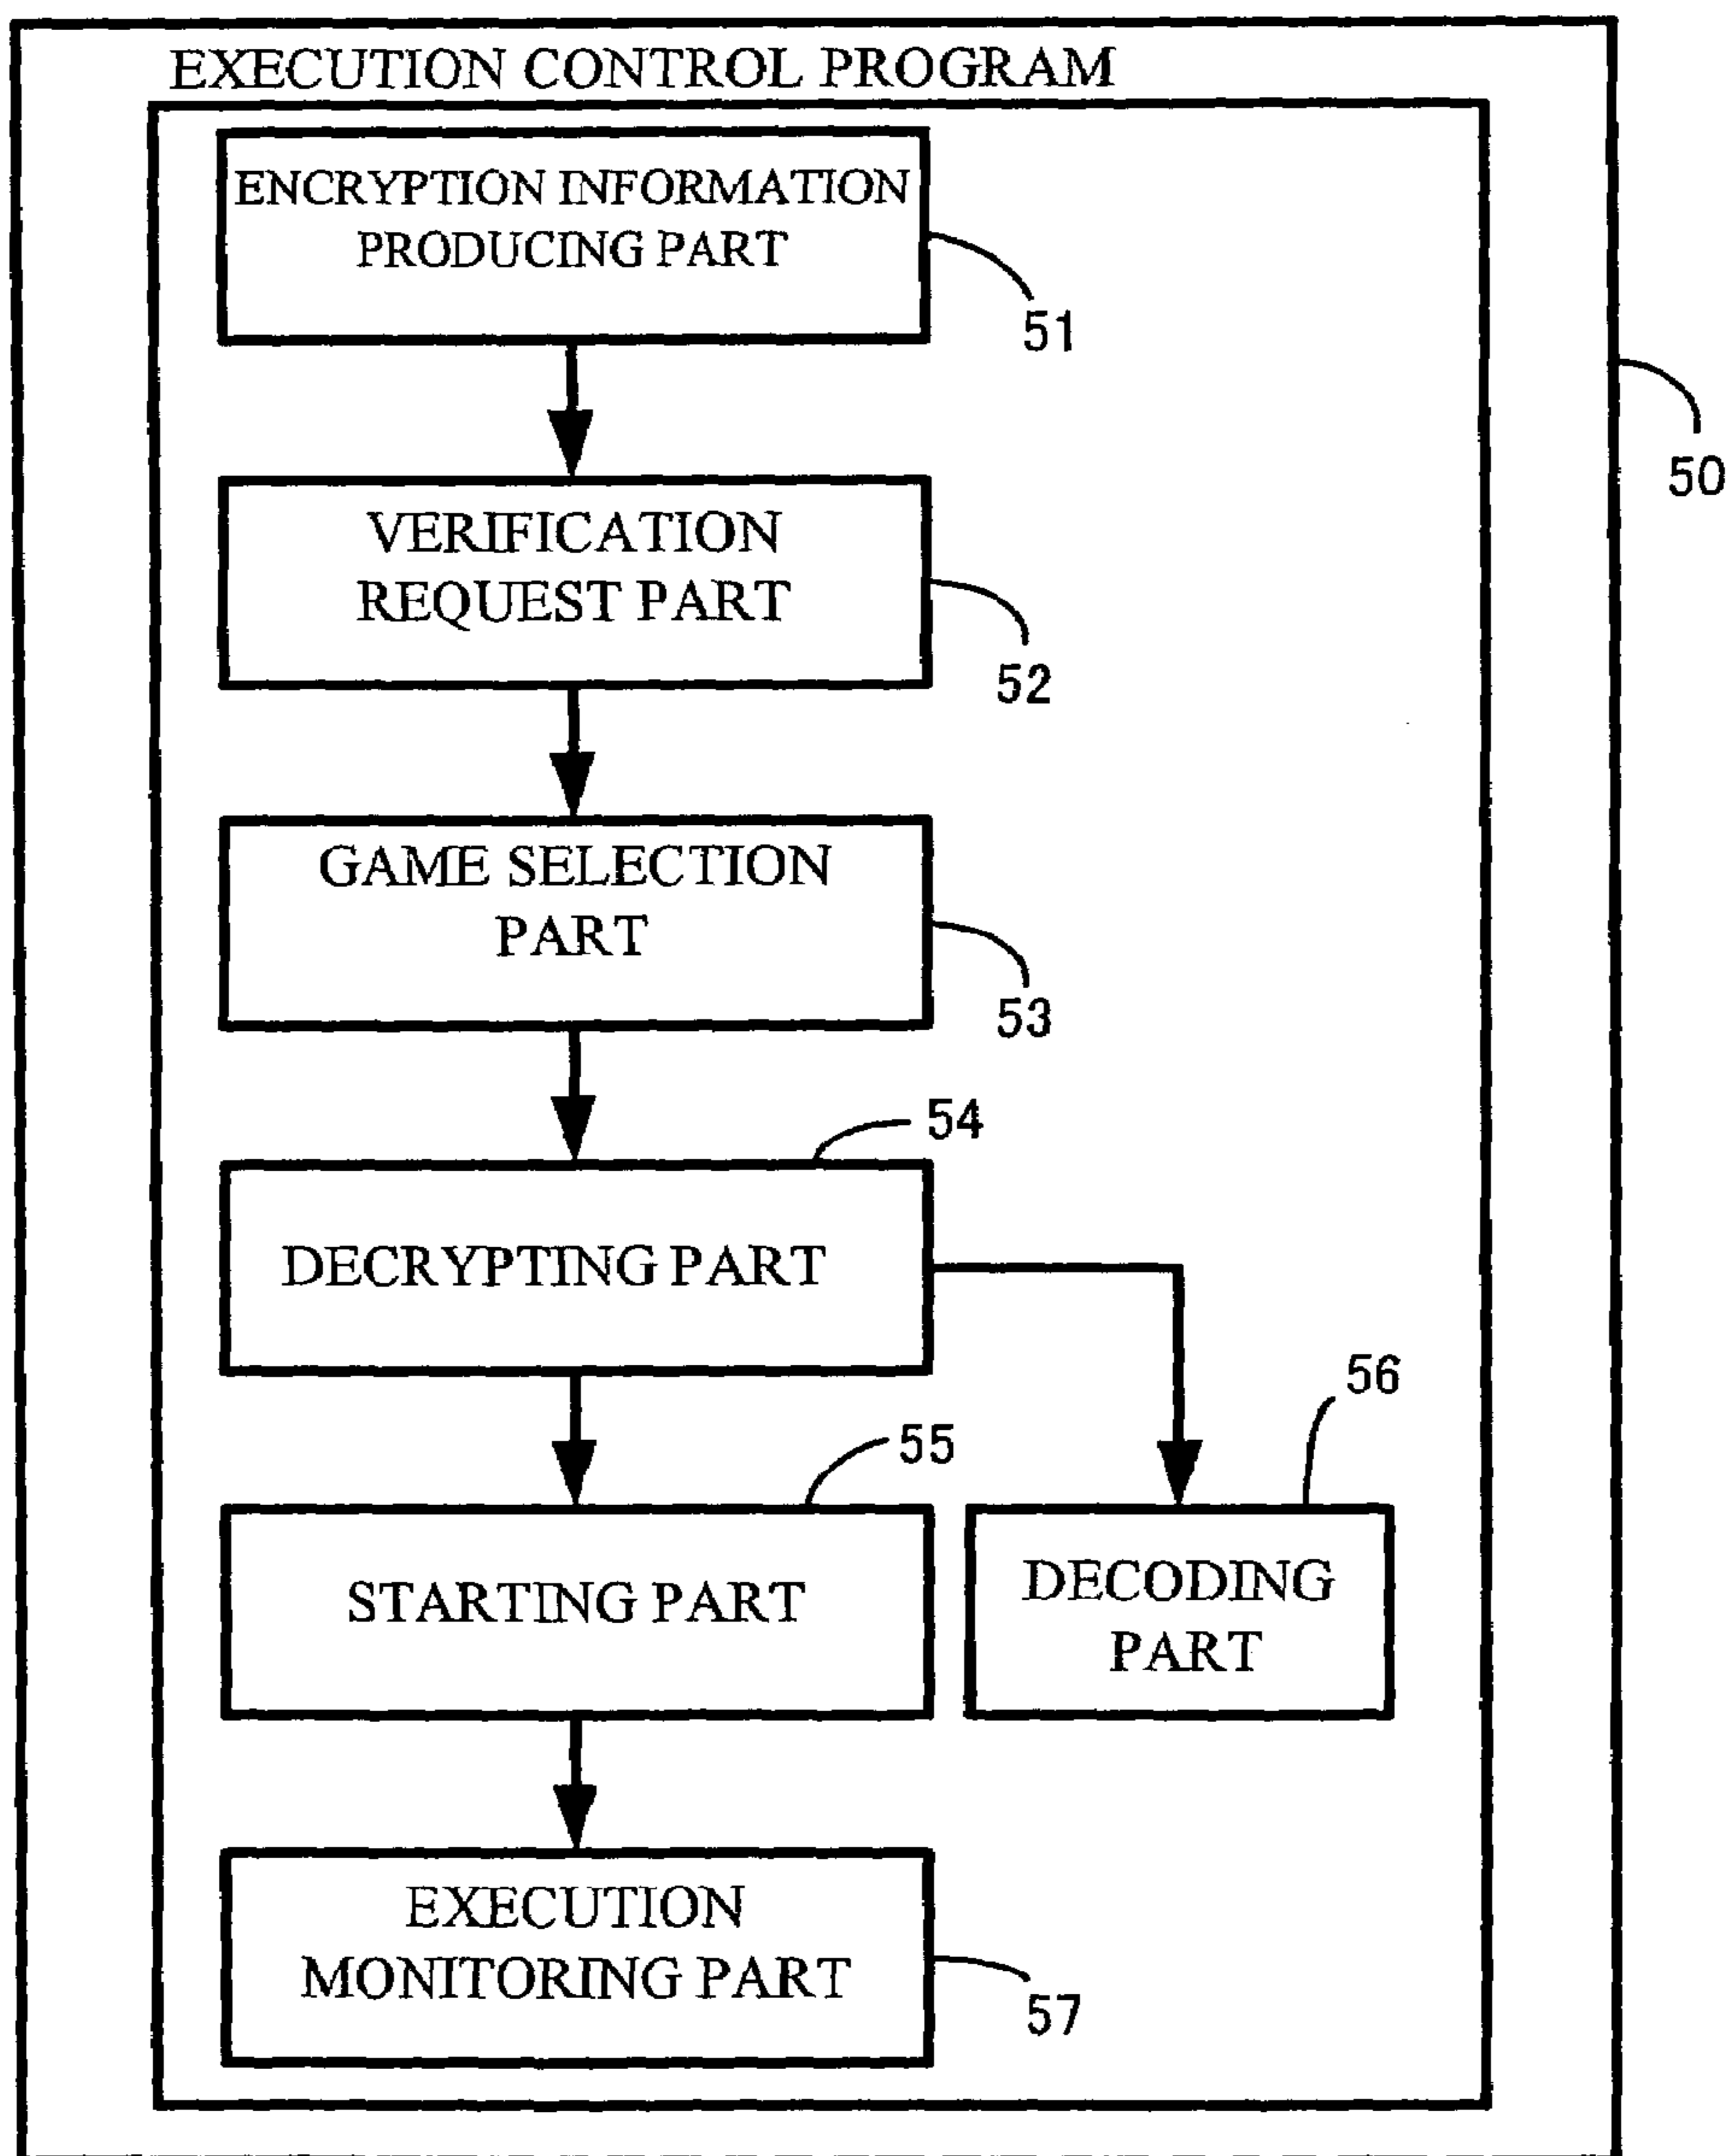 EXECUTION CONTROL PROGRAM
ENCRYPTION INFORMATION
PRODUCING PART
51
50
VERIFICATION
REQUEST PART
52
GAME SELECTION
PART
53
54
DECRYPTING PART
56
55
STARTING PART
DECODING
PART
EXECUTION
MONITORING PART
57